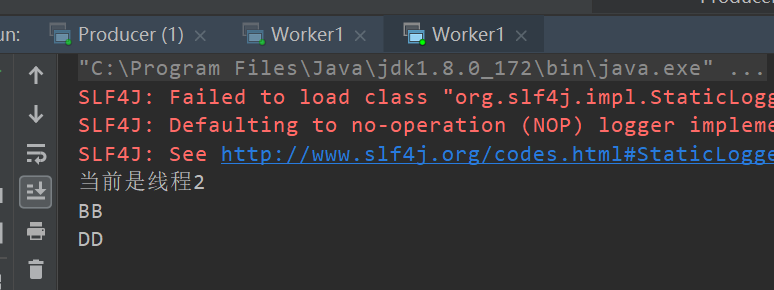 Produce
un:
Producer (1)
Worker1
Worker1
"C:\Program Files\Java\jdk1.8.0_172\bin\java.exe" ...
SLF4J: Failed to load class "org.slf4j.impl.StaticLogg
SLF4J: Defaulting to no-operation (NOP) logger impleme
SLF4J: See http://www.slf4j.org/codes.html#StaticLogge
当前是线程2
BB
DD